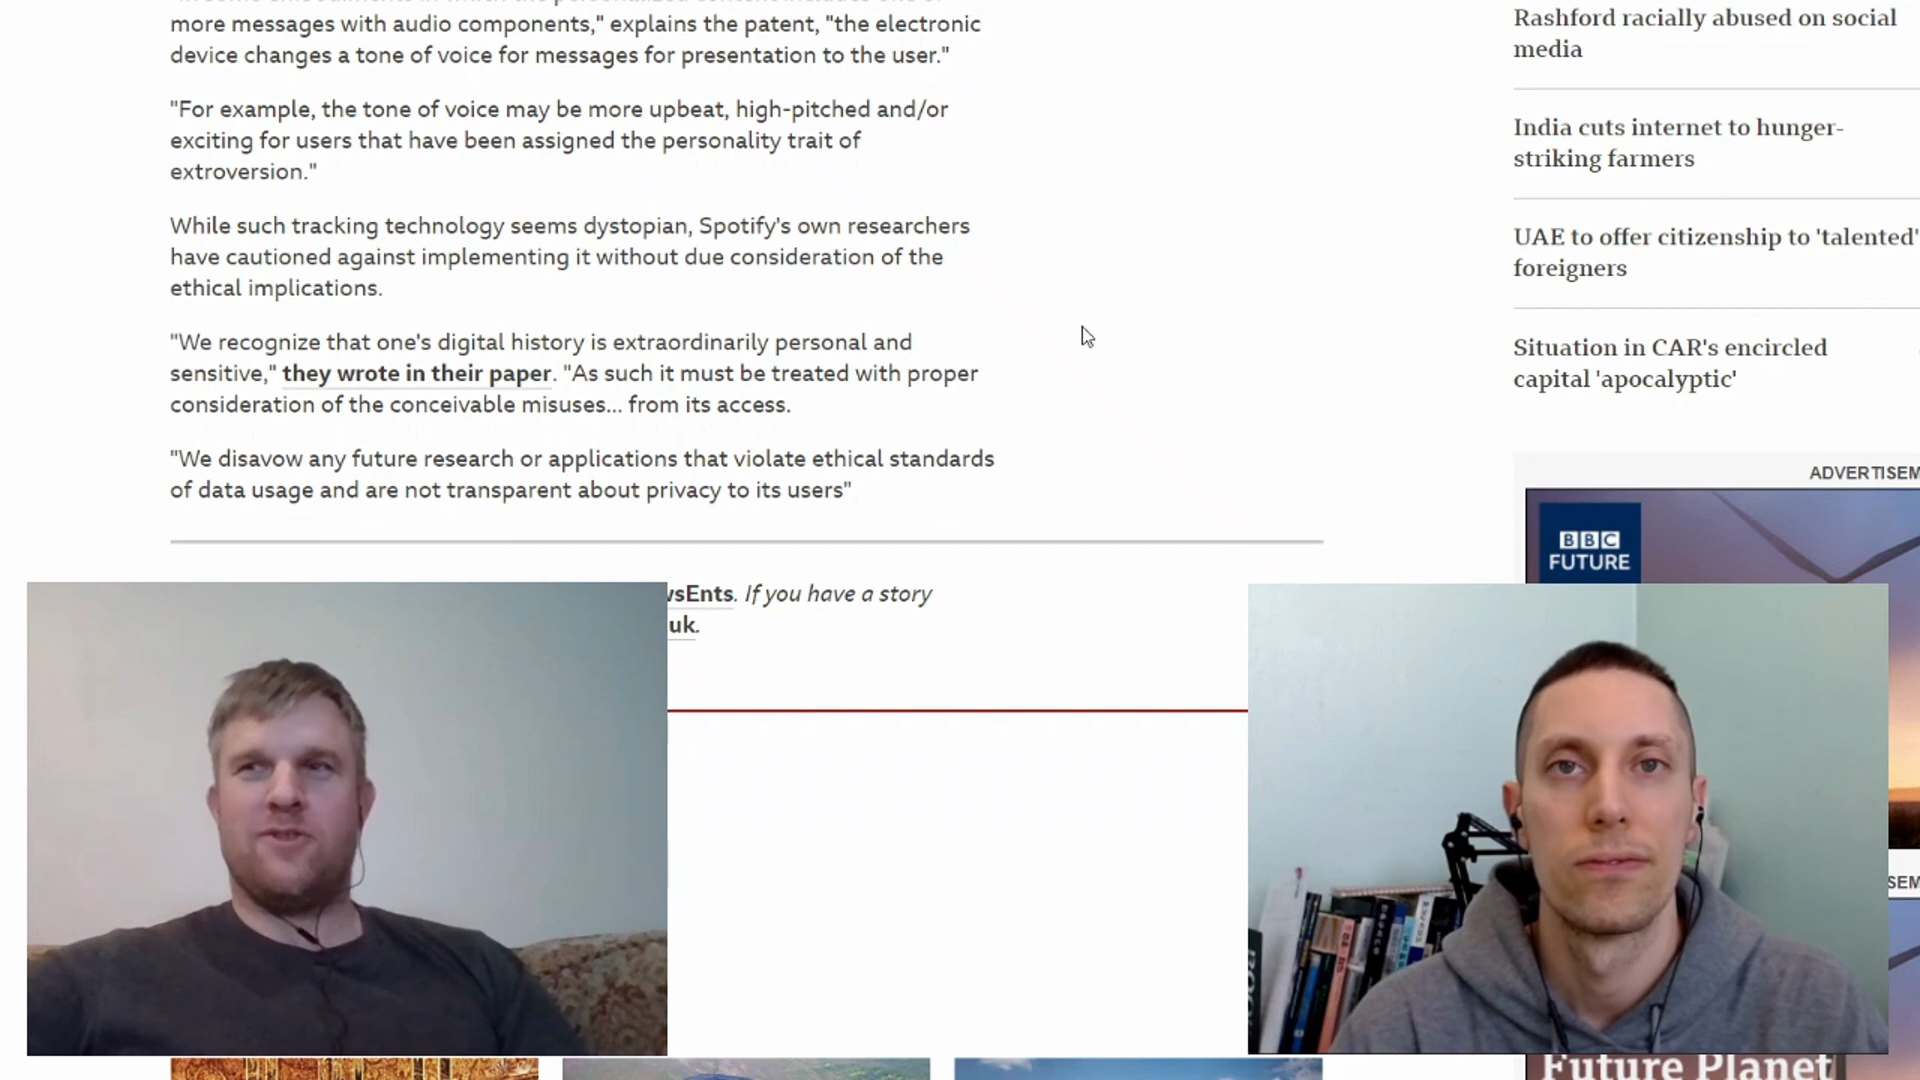 more messages with audio components," explains the patent, "the electronic
device changes a tone of voice for messages for presentation to the user."
"For example, the tone of voice may be more upbeat, high-pitched and/or
exciting for users that have been assigned the personality trait of
extroversion."
While such tracking technology seems dystopian, Spotify's own researchers
have cautioned against implementing it without due consideration of the
ethical implications.
"We recognize that one's digital history is extraordinarily personal and
sensitive," they wrote in their paper. "As such it must be treated with proper
consideration of the conceivable misuses... from its access.
"We disavow any future research or applications that violate ethical standards
of data usage and are not transparent about privacy to its users"
wsEnts. If you have a story
uk.
Rashford racially abused on social
media
India cuts internet to hunger-
striking farmers
UAE to offer citizenship to 'talented'
foreigners
Situation in CAR's encircled
capital 'apocalyptic'
ADVERTISEM
BBC
FUTURE
SEM
Future Planet